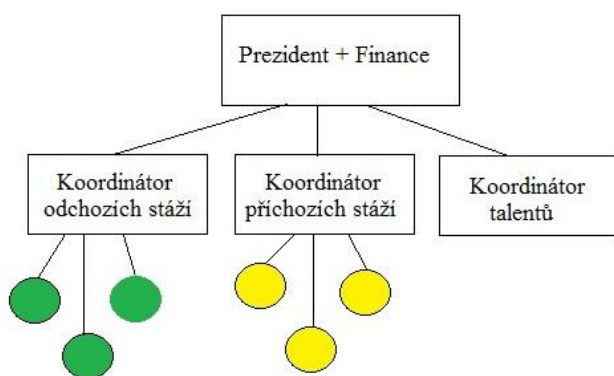 Prezident + Finance
Koordinátor
odchozích stáží
Koordinátor
příchozích stáží
Koordinátor
talentů